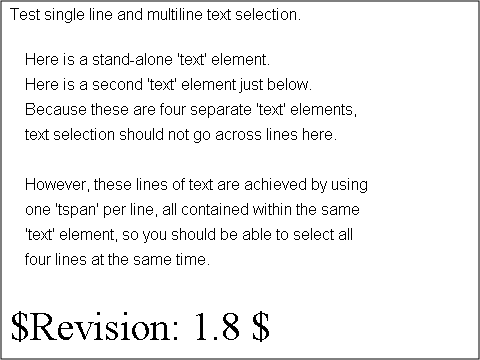 Test single line and multiline text selection.
Here is a stand-alone 'text' element.
Here is a second 'text' element just below.
Because these are four separate 'text' elements,
text selection should not go across lines here.
However, these lines of text are achieved by using
one 'tspan' per line, all contained within the same
'text' element, so you should be able to select all
four lines at the same time.
$Revision: 1.8 $